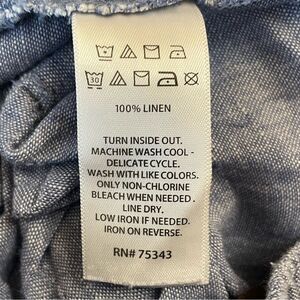 30
100% LINEN
TURN INSIDE OUT.
MACHINE WASH COOL -
DELICATE CYCLE.
WASH WITH LIKE COLORS.
ONLY NON-CHLORINE
BLEACH WHEN NEEDED.
LINE DRY.
LOW IRON IF NEEDED.
IRON ON REVERSE.
RN# 75343